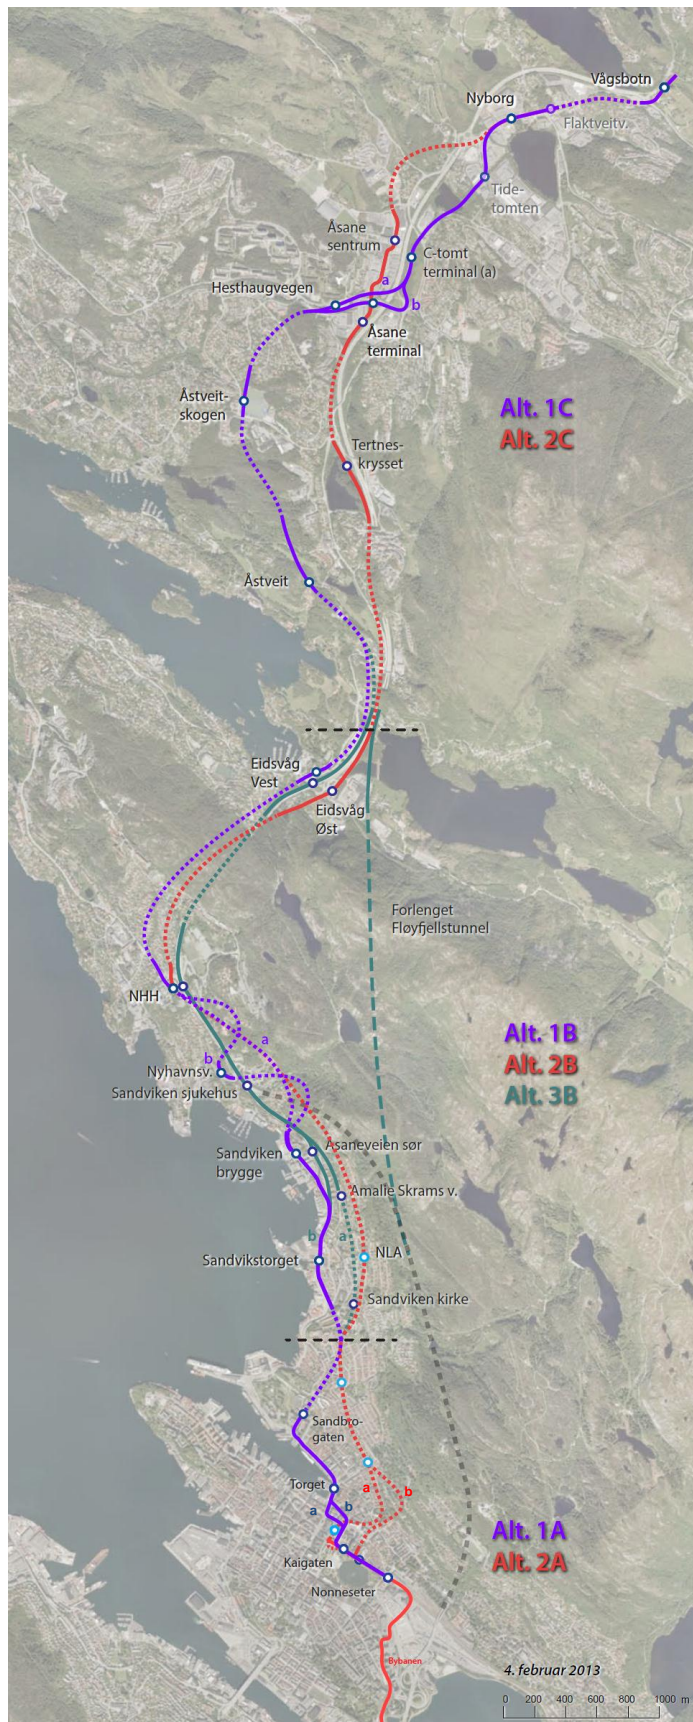 Vågsbotn
Nyborg
Flaktveitv.
Tide-
tomten
Åsane
sentrum
C-tomt
terminal (a)
Hesthaugvegen
a
b
Åsane
terminal
Åstveit-
skogen
Alt. 1C
Alt. 2C
Tertnes-
krysset
Åstveit
Eidsvåg
Vest
Eidsvåg
Øst
Forlenget
Fløyfjellstunnel
NHH
a
b
Alt. 1B
Alt. 2B
Alt. 3B
Nyhavnsv.
Sandviken sjukehus
Åsaneveien sør
Sandviken
brygge
Amalie Skrams v.
b
a
NLA
Sandvikstorget
Sandviken kirke
Sandbro-
gaten
Torget
a
b
a
b
Alt. 1A
Alt. 2A
Kaigaten
Nonneseter
Bybanen
4. februar 2013
0 200 400 600 800 1000 m